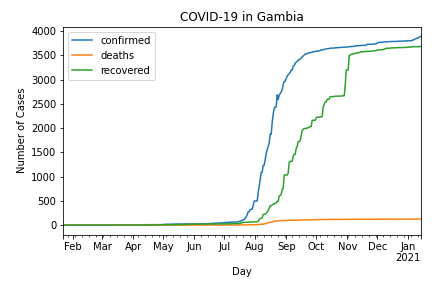 COVID-19 in Gambia
confirmed
deaths
recovered
Number of Cases
4000
3500
3000
2500
2000
1500
1000
500
0
Feb Mar Apr May Jun Jul Aug Sep Oct Nov Dec Jan
2021
Day